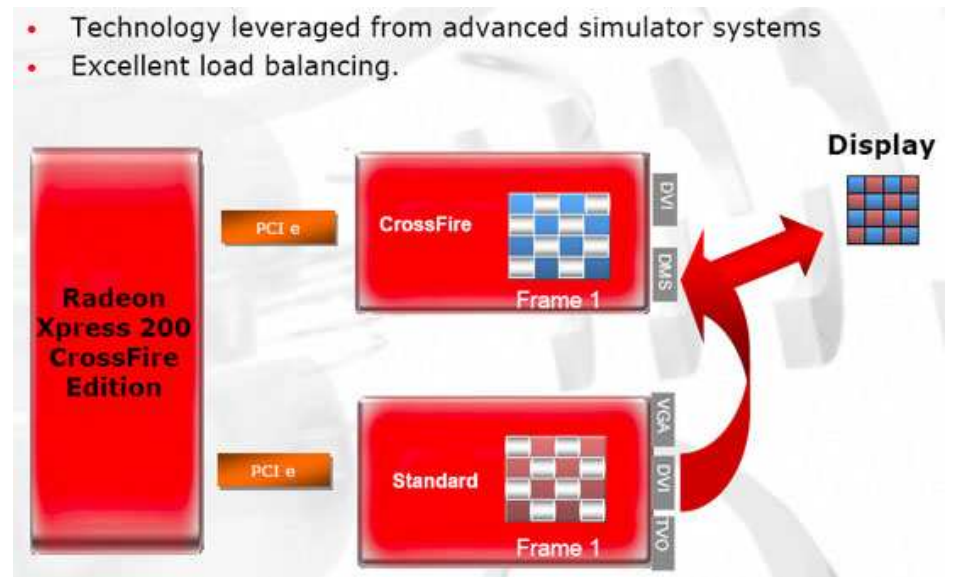 • Technology leveraged from advanced simulator systems
• Excellent load balancing.
Display
Radeon
Xpress 200
CrossFire
Edition
PCI e
CrossFire
Frame 1
DVI
DMS
PCI e
Standard
Frame 1
VGA
DVI
TVO